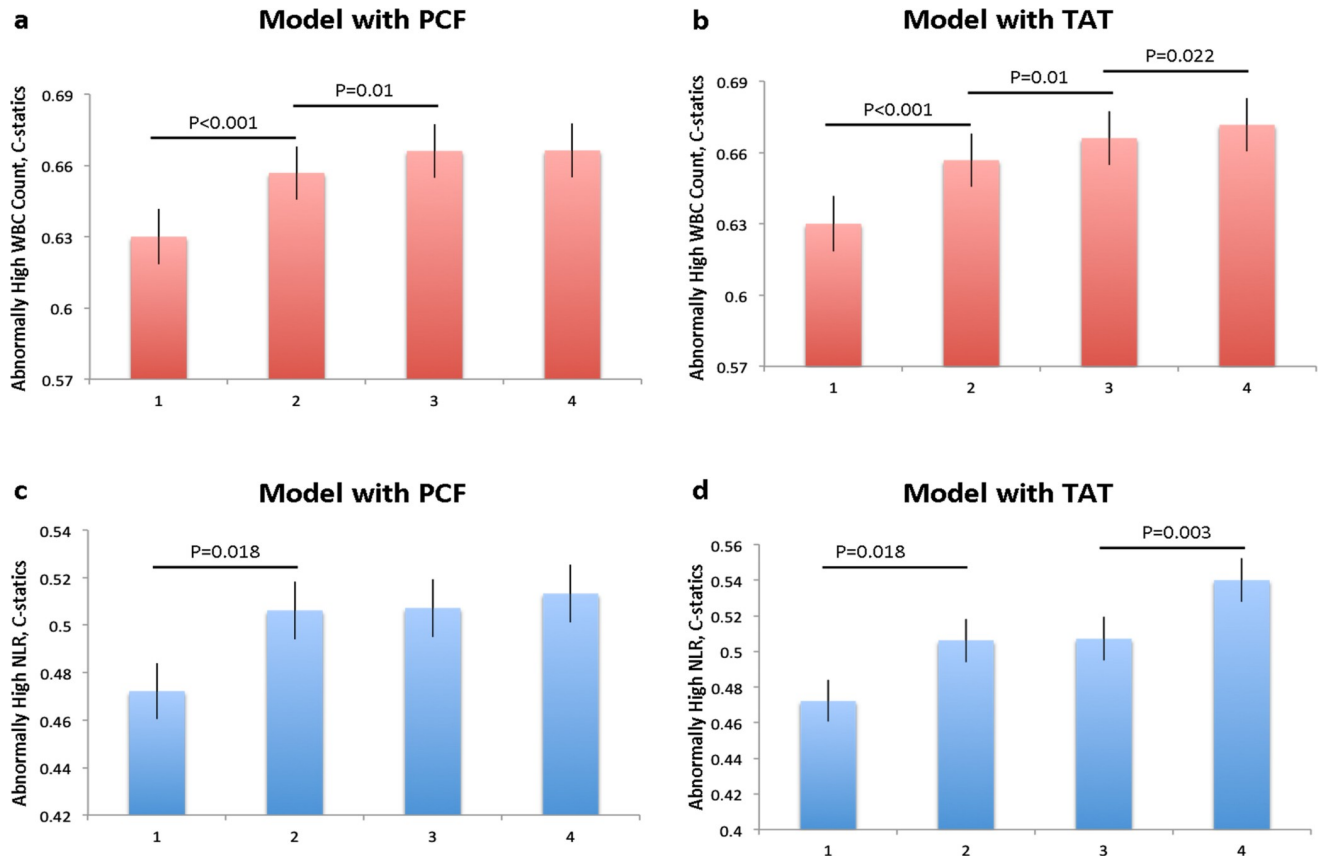 a
Model with PCF
Abnormally High WBC Count, C-statics
0.69
0.66
0.63
0.6
0.57
P<0.001
P=0.01
1 2 3 4
b
Model with TAT
Abnormally High WBC Count, C-statics
0.69
0.66
0.63
0.6
0.57
P<0.001
P=0.01
P=0.022
1 2 3 4
c
Model with PCF
Abnormally High NLR, C-statics
0.54
0.52
0.5
0.48
0.46
0.44
0.42
P=0.018
1 2 3 4
d
Model with TAT
Abnormally High NLR, C-statics
0.56
0.54
0.52
0.5
0.48
0.46
0.44
0.42
0.4
P=0.018
P=0.003
1 2 3 4